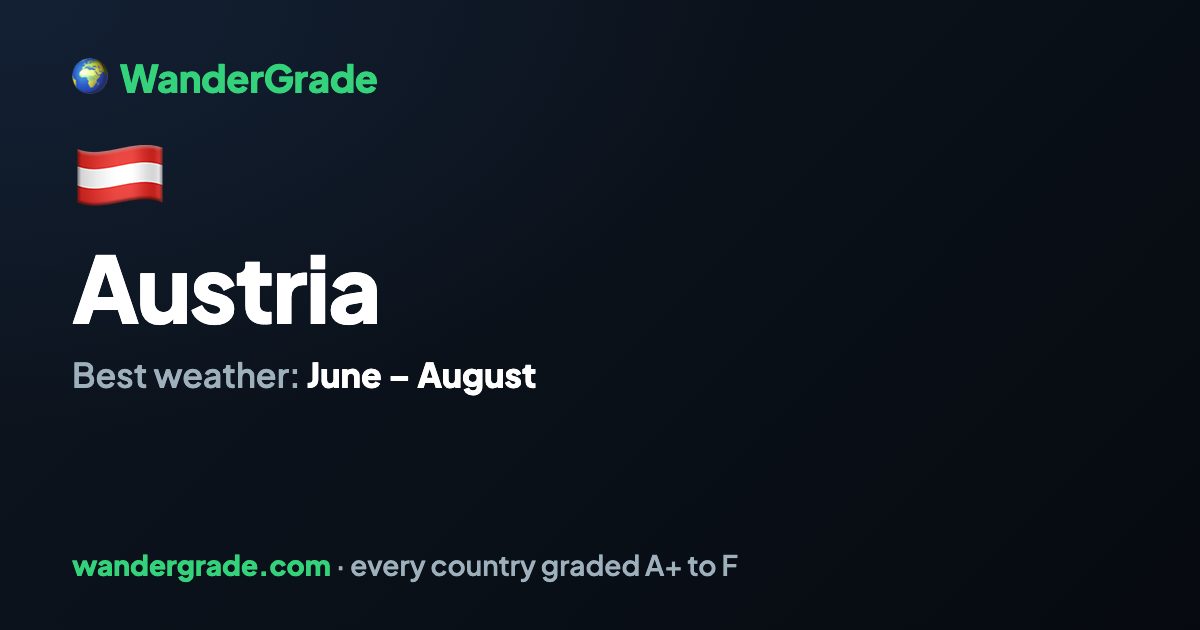 WanderGrade
Austria
Best weather: June – August
wandergrade.com · every country graded A+ to F